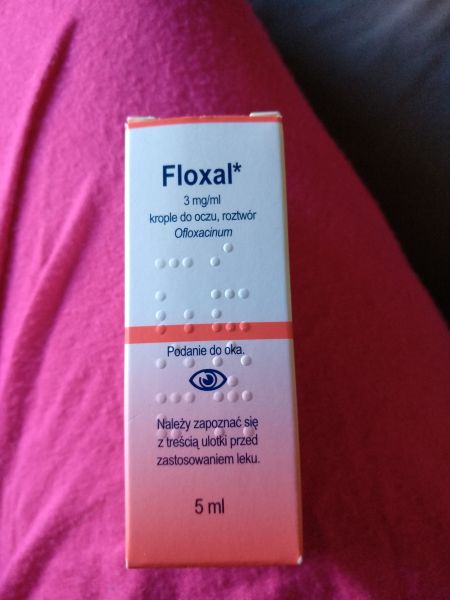 Floxal*
3 mg/ml
krople do oczu, roztwór
Ofloxacinum
Podanie do oka.
Należy zapoznać się
z treścią ulotki przed
zastosowaniem leku.
5 ml